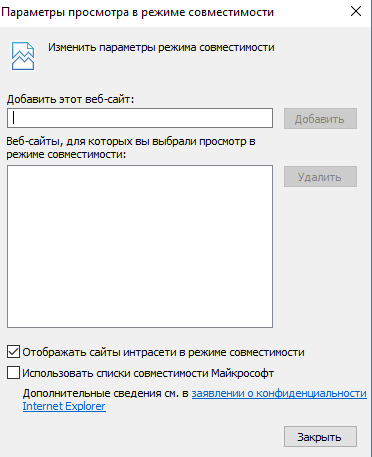 Параметры просмотра в режиме совместимости
Изменить параметры режима совместимости
Добавить этот веб-сайт:
Добавить
Веб-сайты, для которых вы выбрали просмотр в
режиме совместимости:
Удалить
Отображать сайты интрасети в режиме совместимости
Использовать списки совместимости Майкрософт
Дополнительные сведения см. в заявлении о конфиденциальности
Internet Explorer
Закрыть